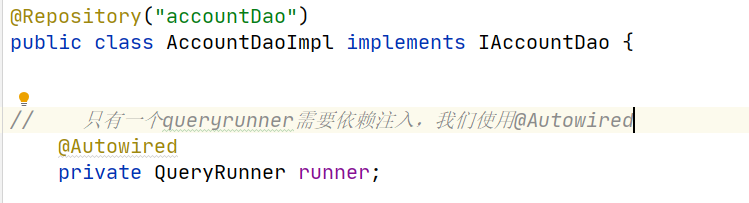 @Repository("accountDao")
public class AccountDaoImpl implements IAccountDao {
//    只有一个queryrunner需要依赖注入，我们使用@Autowired
@Autowired
private QueryRunner runner;